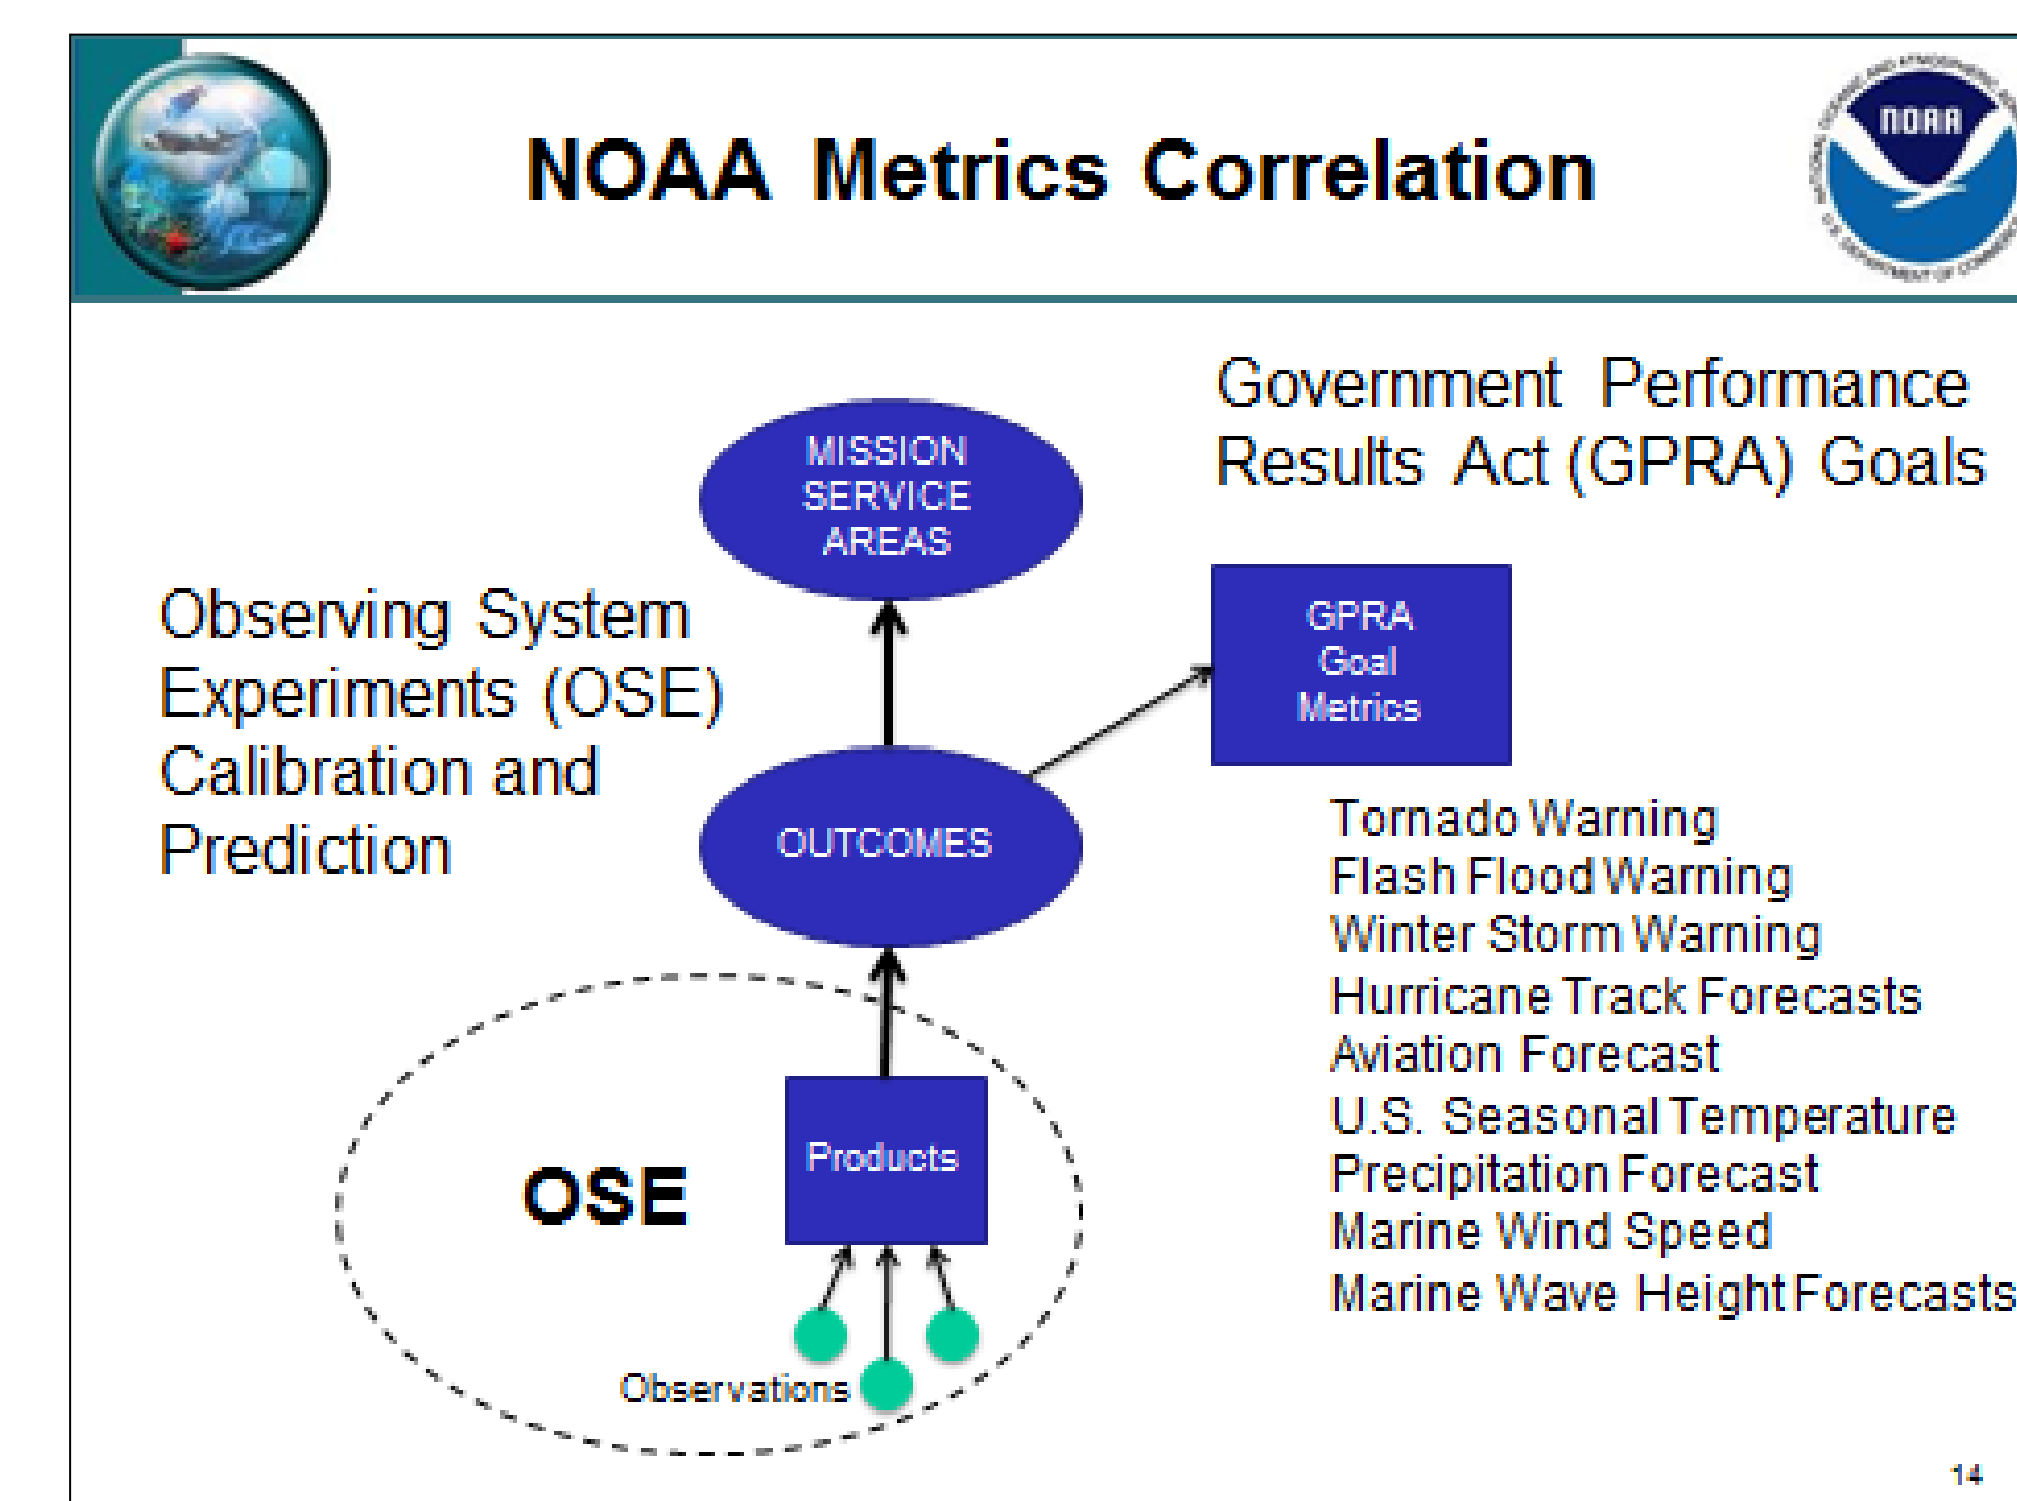 NOAA Metrics Correlation
NOAA
Government Performance
Results Act (GPRA) Goals
MISSION
SERVICE
AREAS
Observing System
Experiments (OSE)
Calibration and
Prediction
GPRA
Goal
Metrics
OUTCOMES
Tornado Warning
Flash Flood Warning
Winter Storm Warning
Hurricane Track Forecasts
Aviation Forecast
U.S. Seasonal Temperature
Precipitation Forecast
Marine Wind Speed
Marine Wave Height Forecasts
OSE
Products
Observations
14